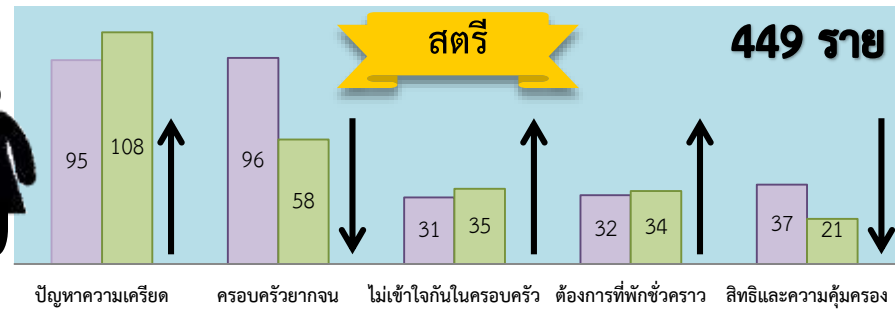 สตรี
449 ราย
95
108
96
58
31
35
32
34
37
21
ปัญหาความเครียด
ครอบครัวยากจน
ไม่เข้าใจกันในครอบครัว
ต้องการที่พักชั่วคราว
สิทธิและความคุ้มครอง